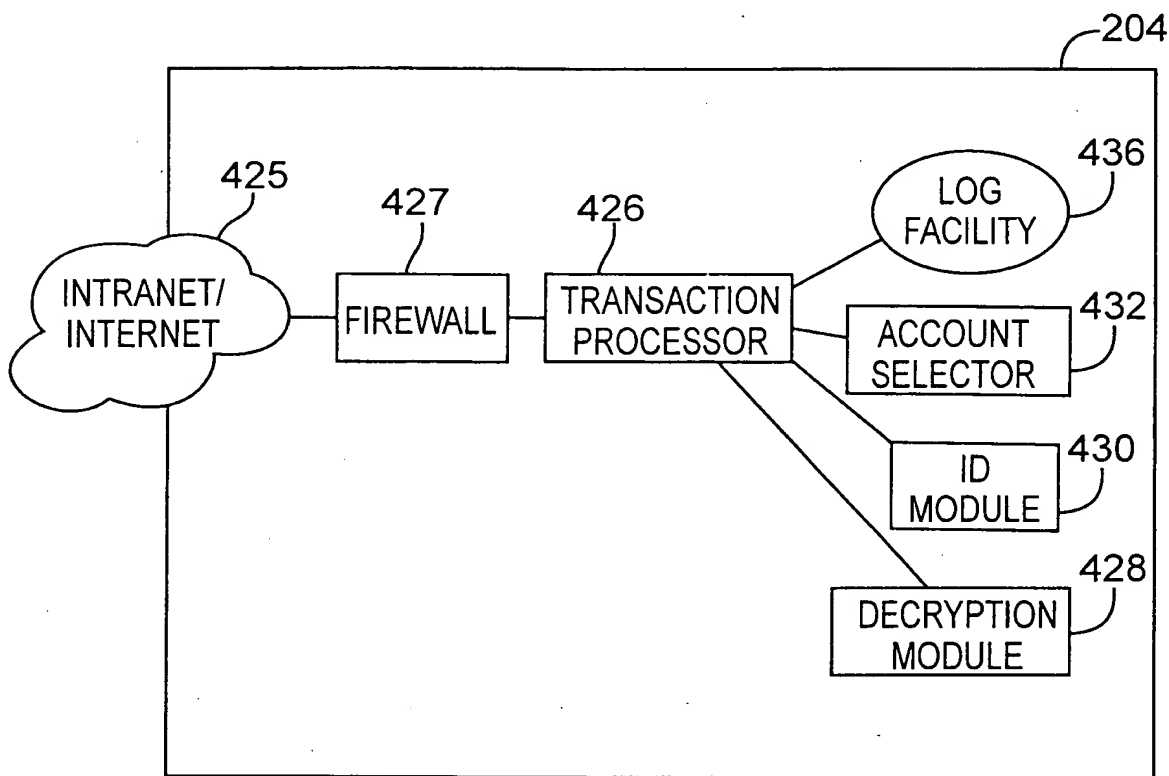 204
425
INTRANET/
INTERNET
427
FIREWALL
426
TRANSACTION
PROCESSOR
LOG
FACILITY
436
ACCOUNT
SELECTOR
432
ID
MODULE
430
DECRYPTION
MODULE
428